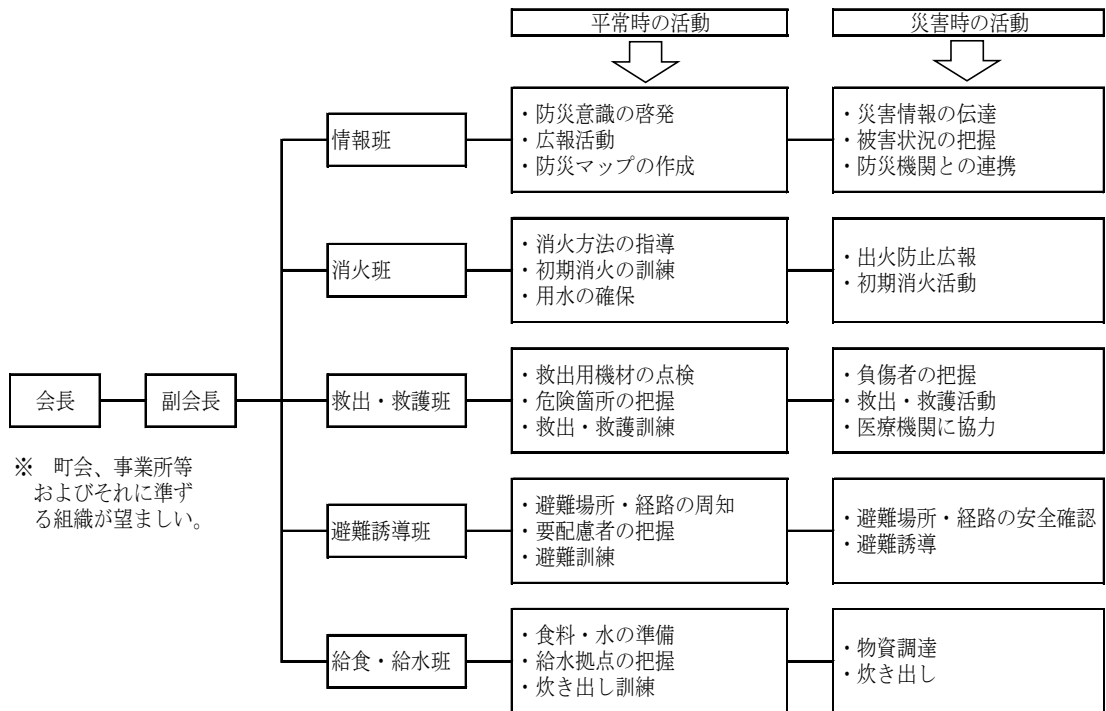 平常時の活動
災害時の活動
情報班
・防災意識の啓発
・広報活動
・防災マップの作成
・災害情報の伝達
・被害状況の把握
・防災機関との連携
消火班
・消火方法の指導
・初期消火の訓練
・用水の確保
・出火防止広報
・初期消火活動
会長
副会長
救出・救護班
・救出用機材の点検
・危険箇所の把握
・救出・救護訓練
・負傷者の把握
・救出・救護活動
・医療機関に協力
※　町会、事業所等
およびそれに準ず
る組織が望ましい。
避難誘導班
・避難場所・経路の周知
・要配慮者の把握
・避難訓練
・避難場所・経路の安全確認
・避難誘導
給食・給水班
・食料・水の準備
・給水拠点の把握
・炊き出し訓練
・物資調達
・炊き出し